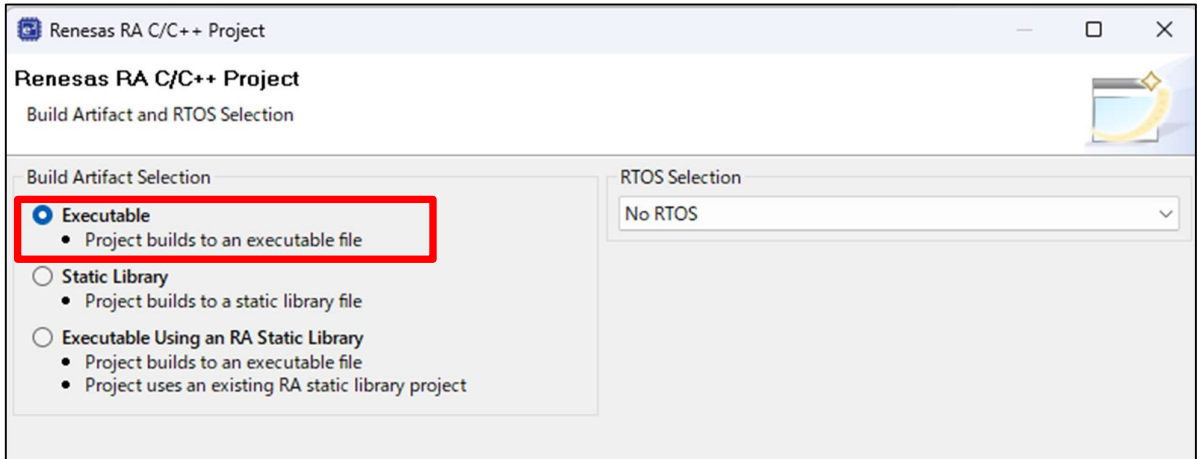 Renesas RA C/C++ Project
Renesas RA C/C++ Project
Build Artifact and RTOS Selection
Build Artifact Selection
Executable
• Project builds to an executable file
Static Library
• Project builds to a static library file
Executable Using an RA Static Library
• Project builds to an executable file
• Project uses an existing RA static library project
RTOS Selection
No RTOS